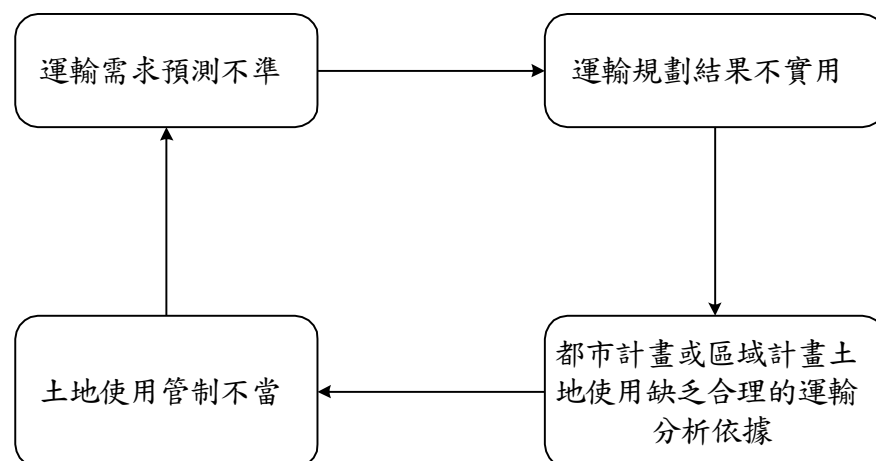 運輸需求預測不準
運輸規劃結果不實用
土地使用管制不當
都市計畫或區域計畫土
地使用缺乏合理的運輸
分析依據